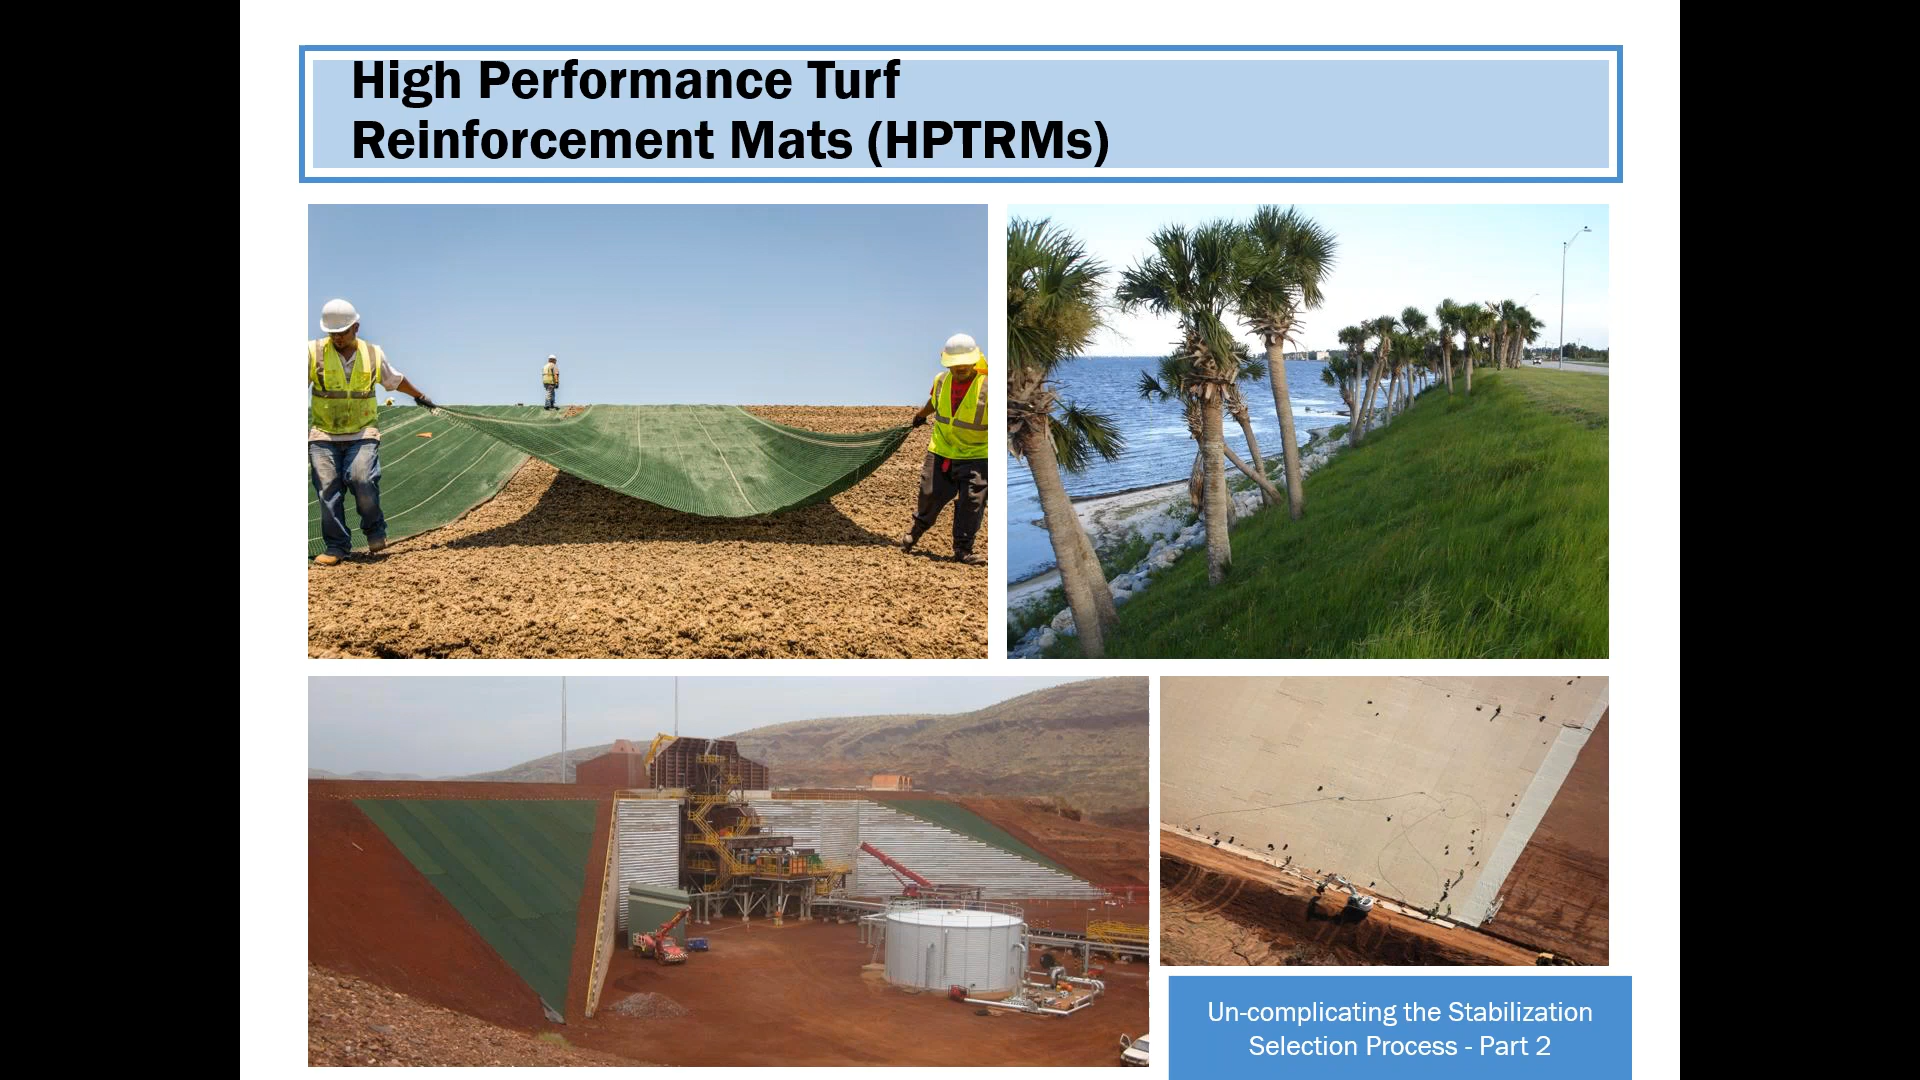 High Performance Turf
Reinforcement Mats (HPTRMs)
Un-complicating the Stabilization
Selection Process - Part 2